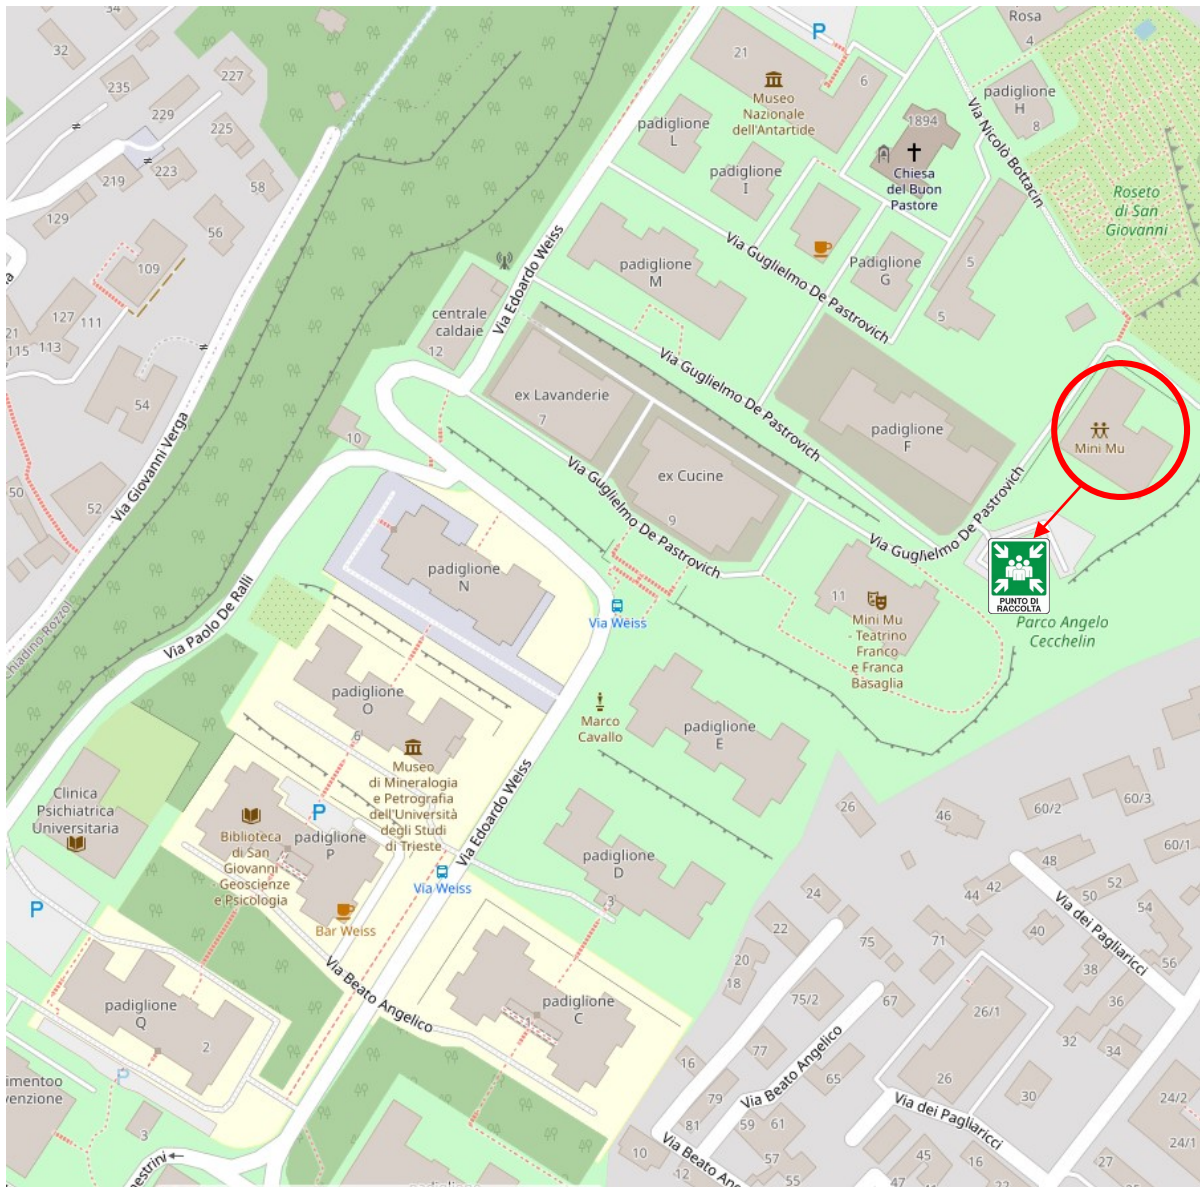 34
32
235
227
229
225
223
219
58
129
56
109
127
111
121
115
113
54
50
52
Via Giovanni Verga
Chiadino Rozzol
Rosa
4
P
21
6
Museo
Nazionale
dell'Antartide
padiglione
L
padiglione
I
1894
Chiesa
del Buon
Pastore
padiglione
H
8
Via Nicolò Bottacin
Roseto
di San
Giovanni
Via Edoardo Weiss
padiglione
M
Via Guglielmo De Pastrovich
Padiglione
G
5
5
centrale
caldaie
12
10
ex Lavanderie
7
Via Guglielmo De Pastrovich
padiglione
F
Mini Mu
ex Cucine
9
Via Guglielmo De Pastrovich
Via Guglielmo De Pastrovich
PUNTO DI
RACCOLTA
Parco Angelo
Cecchelin
11
Mini Mu
- Teatrino
Franco
e Franca
Basaglia
padiglione
N
Via Weiss
Via Paolo De Ralli
padiglione
O
6
Marco
Cavallo
padiglione
E
Museo
di Mineralogia
e Petrografia
dell'Università
degli Studi
di Trieste
Via Edoardo Weiss
Clinica
Psichiatrica
Universitaria
P
padiglione
P
Biblioteca
di San
Giovanni
- Geoscienze
e Psicologia
P
Bar Weiss
Via Weiss
padiglione
D
3
Via Beato Angelico
padiglione
Q
2
padiglione
C
1
3
26
46
60/2
60/3
60/1
48
52
50
54
44
42
24
22
20
18
75
71
40
38
56
36
Via dei Pagliaricci
75/2
67
26/1
32
34
16
77
79
65
26
30
24/2
Via Beato Angelico
Via dei Pagliaricci
81
59
61
10
12
57
55
47
45
16
27
24/1
Via Beato
padiglione